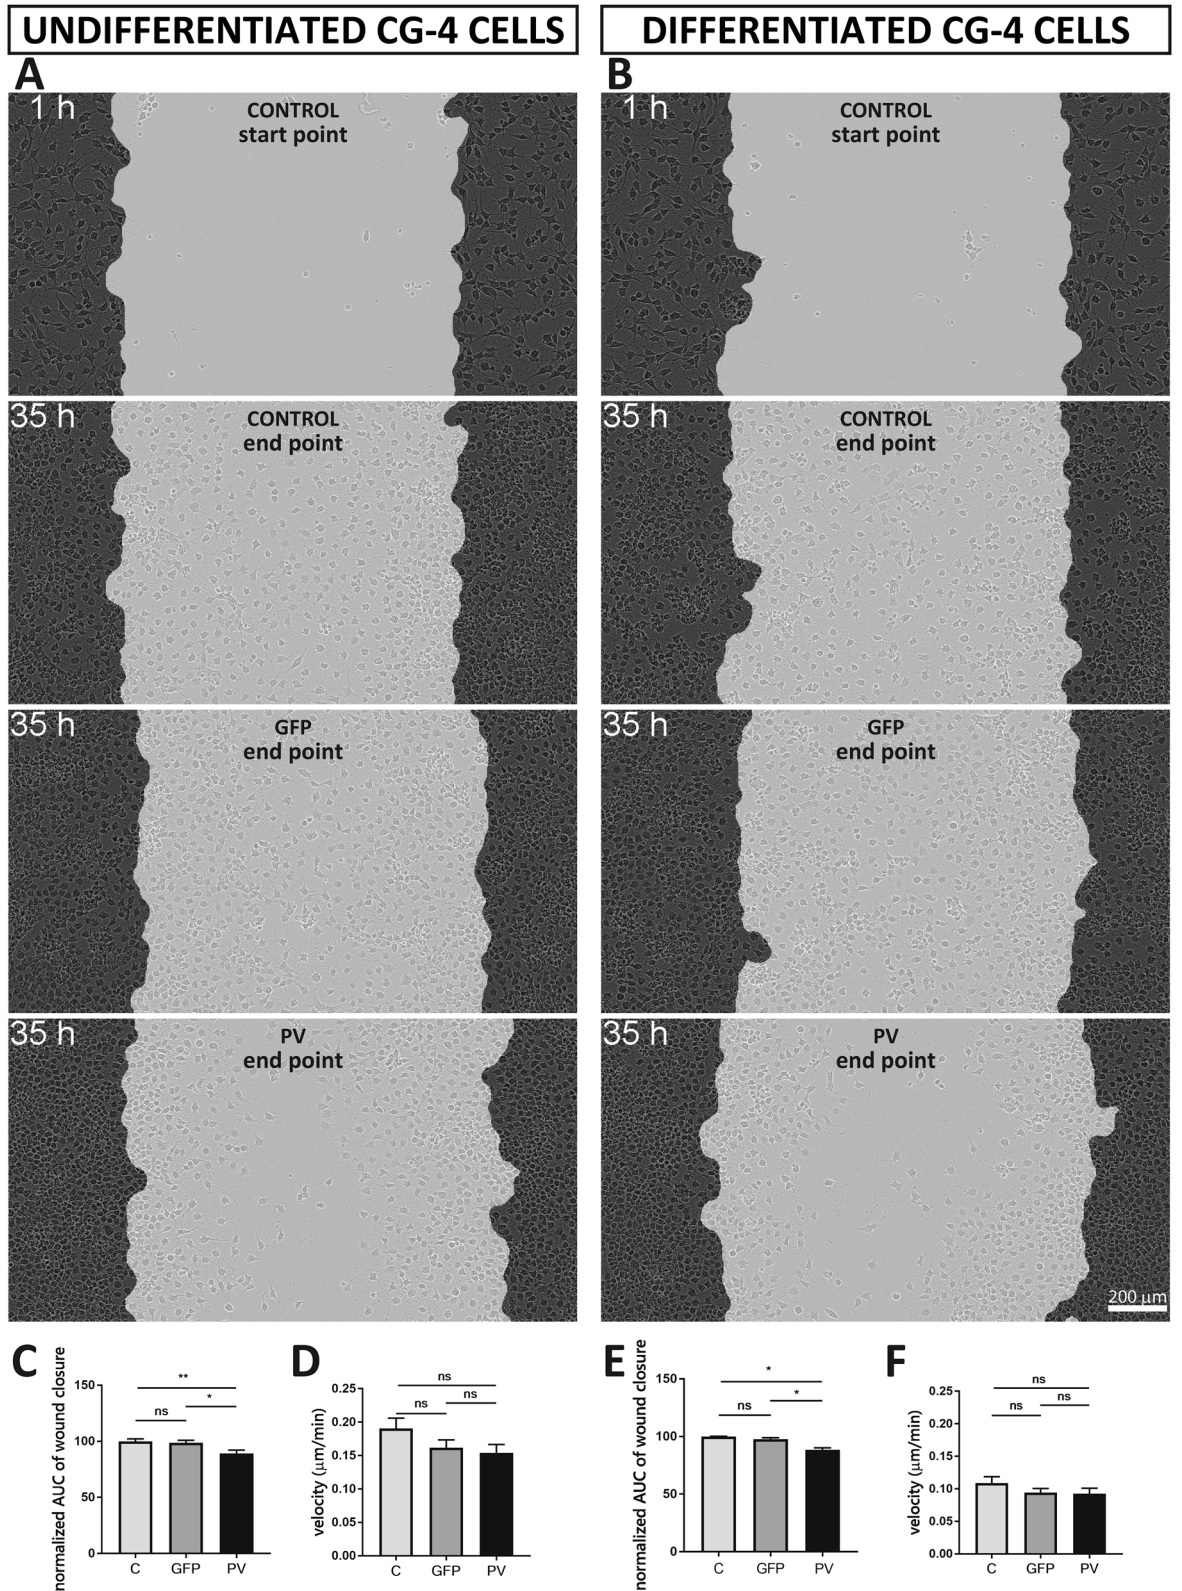 UNDIFFERENTIATED CG-4 CELLS
DIFFERENTIATED CG-4 CELLS
A
1 h
CONTROL
start point
35 h
CONTROL
end point
35 h
GFP
end point
35 h
PV
end point
B
1 h
CONTROL
start point
35 h
CONTROL
end point
35 h
GFP
end point
35 h
PV
end point
200 µm
C
normalized AUC of wound closure
150
100
50
0
**
*
ns
C GFP PV
D
velocity (µm/min)
0.25
0.20
0.15
0.10
0.05
0.00
ns
ns
ns
C GFP PV
E
normalized AUC of wound closure
150
100
50
0
*
*
ns
C GFP PV
F
velocity (µm/min)
0.25
0.20
0.15
0.10
0.05
0.00
ns
ns
ns
C GFP PV